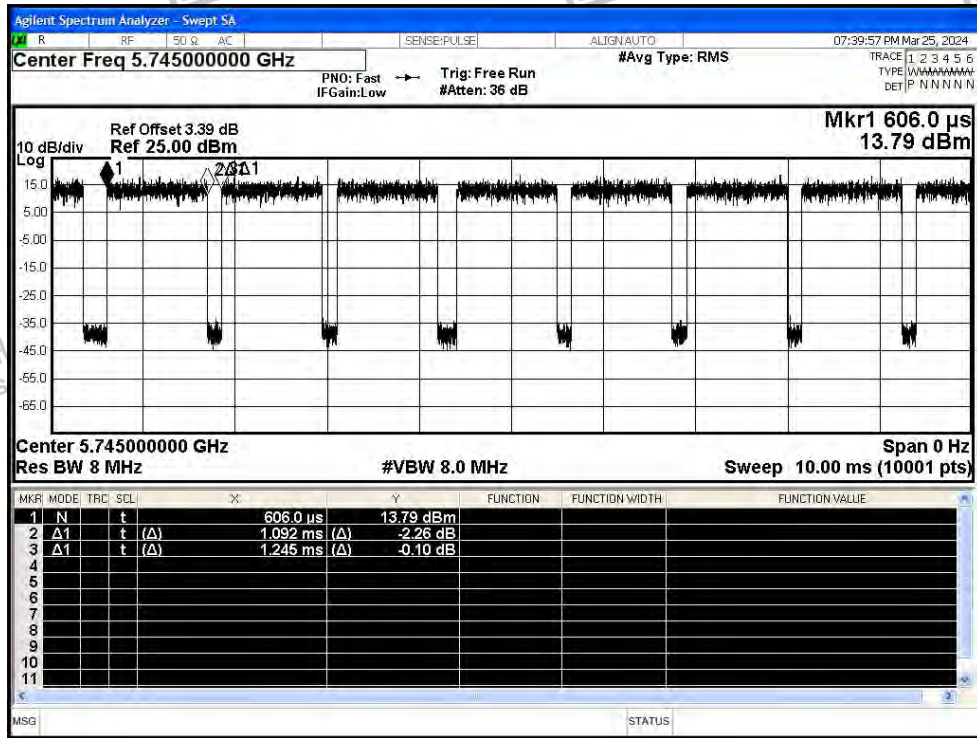 Agilent Spectrum Analyzer - Swept SA
LXI R RF 50 Ω AC SENSE:PULSE ALIGN AUTO 07:39:57 PM Mar 25, 2024
Center Freq 5.745000000 GHz #Avg Type: RMS TRACE 1 2 3 4 5 6
PNO: Fast Trig: Free Run TYPE WWWWWW
IFGain:Low #Atten: 36 dB DET P N N N N N
Mkr1 606.0 µs
Ref Offset 3.39 dB
10 dB/div Ref 25.00 dBm 13.79 dBm
Log
1 2Δ1 3Δ1
15.0
5.00
-5.00
-15.0
-25.0
-35.0
-45.0
-55.0
-65.0
Center 5.745000000 GHz Span 0 Hz
Res BW 8 MHz #VBW 8.0 MHz Sweep 10.00 ms (10001 pts)
MKR MODE TRC SCL X Y FUNCTION FUNCTION WIDTH FUNCTION VALUE
1 N t 606.0 µs 13.79 dBm
2 Δ1 t (Δ) 1.092 ms (Δ) -2.26 dB
3 Δ1 t (Δ) 1.245 ms (Δ) -0.10 dB
4
5
6
7
8
9
10
11
MSG STATUS